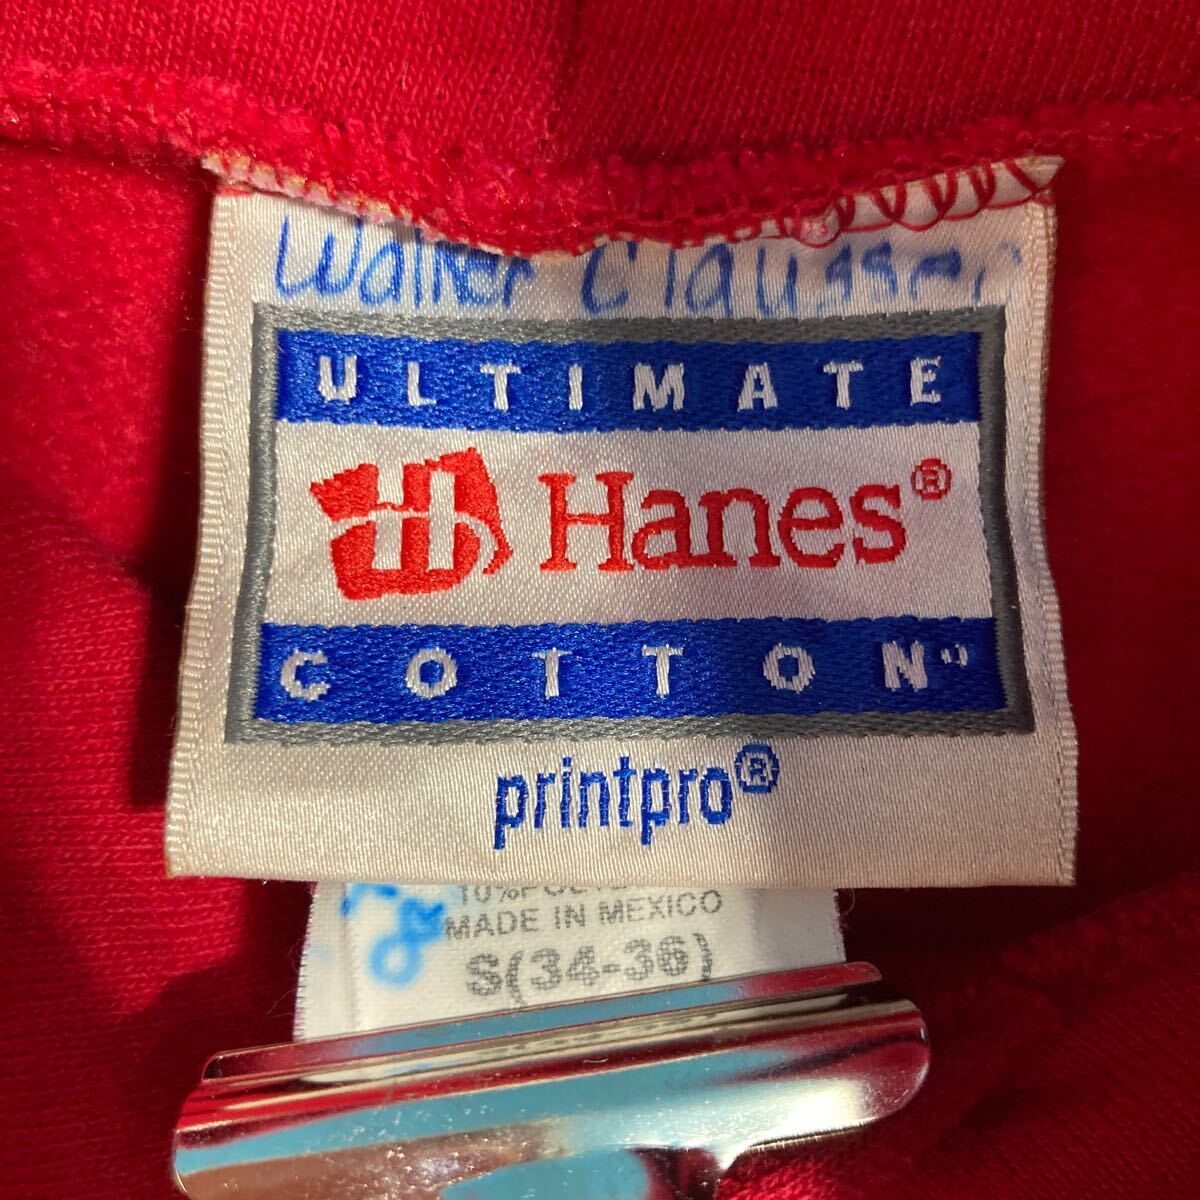 Walker Claussen
ULTIMATE
Hanes®
COTTON
printpro®
MADE IN MEXICO
S(34-36)